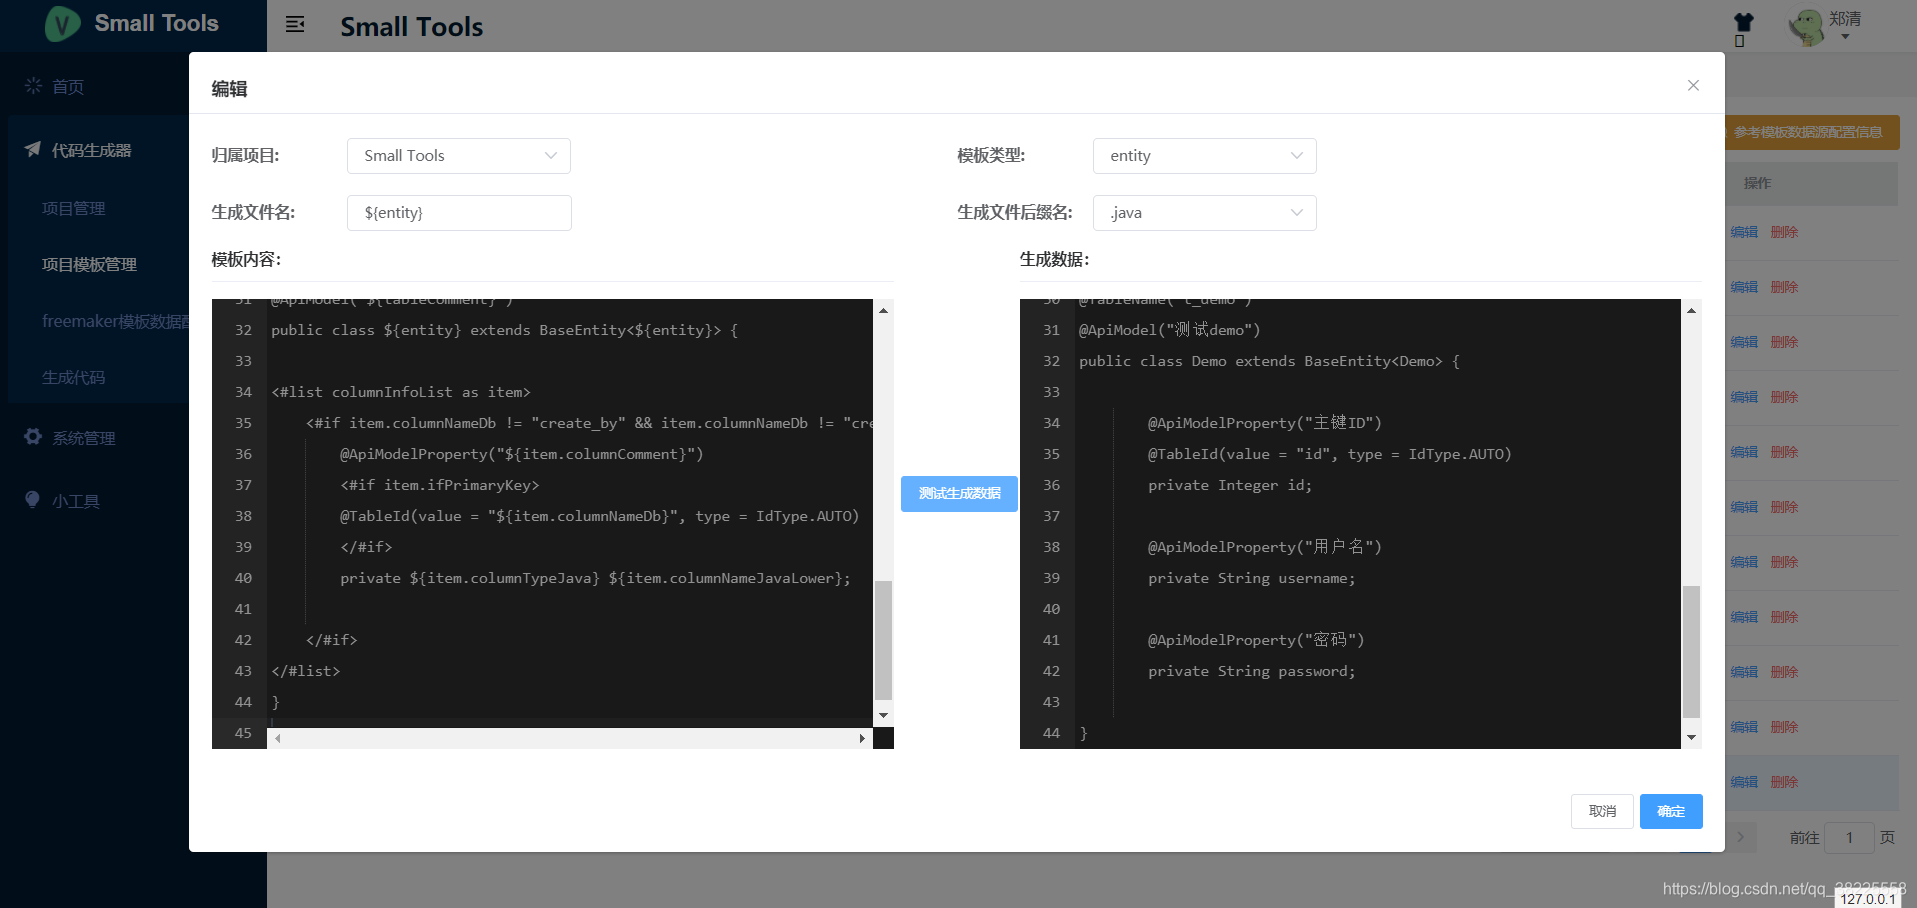 Small Tools
Small Tools
郑清
首页
代码生成器
项目管理
项目模板管理
freemaker模板数据配
生成代码
系统管理
小工具
参考模板数据源配置信息
操作
编辑 删除
编辑 删除
编辑 删除
编辑 删除
编辑 删除
编辑 删除
编辑 删除
编辑 删除
编辑 删除
编辑 删除
编辑 删除
前往 1 页
编辑
归属项目: Small Tools
模板类型: entity
生成文件名: ${entity}
生成文件后缀名: .java
模板内容:
31 @ApiModel("${tableComment}")
32 public class ${entity} extends BaseEntity<${entity}> {
33
34 <#list columnInfoList as item>
35 <#if item.columnNameDb != "create_by" && item.columnNameDb != "cre
36 @ApiModelProperty("${item.columnComment}")
37 <#if item.ifPrimaryKey>
38 @TableId(value = "${item.columnNameDb}", type = IdType.AUTO)
39 </#if>
40 private ${item.columnTypeJava} ${item.columnNameJavaLower};
41
42 </#if>
43 </#list>
44 }
45
测试生成数据
生成数据:
30 @TableName("t_demo")
31 @ApiModel("测试demo")
32 public class Demo extends BaseEntity<Demo> {
33
34 @ApiModelProperty("主键ID")
35 @TableId(value = "id", type = IdType.AUTO)
36 private Integer id;
37
38 @ApiModelProperty("用户名")
39 private String username;
40
41 @ApiModelProperty("密码")
42 private String password;
43
44 }
取消 确定
https://blog.csdn.net/qq_38225558
127.0.0.1